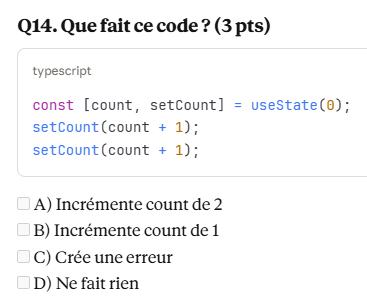 Q14. Que fait ce code ? (3 pts)
typescript
const [count, setCount] = useState(0);
setCount(count + 1);
setCount(count + 1);
A) Incrémente count de 2
B) Incrémente count de 1
C) Crée une erreur
D) Ne fait rien